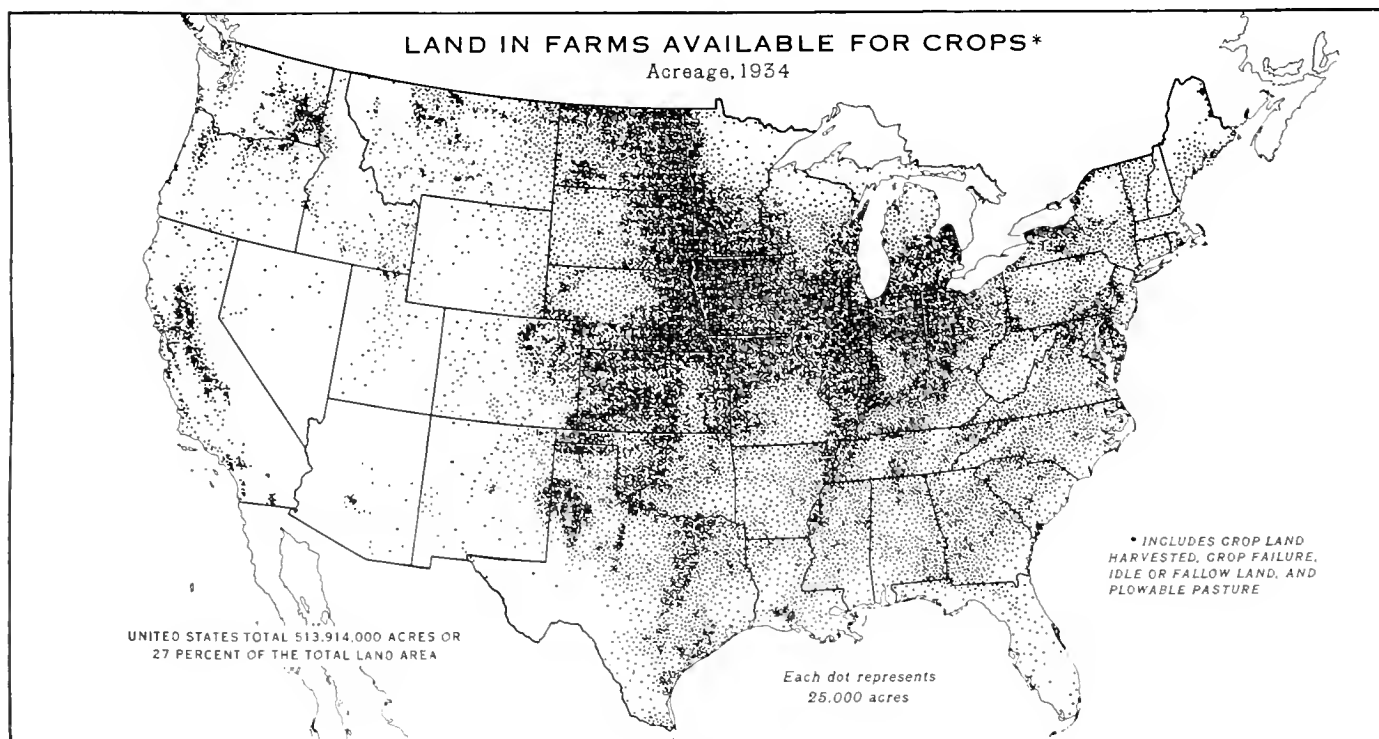 LAND IN FARMS AVAILABLE FOR CROPS*
Acreage, 1934
* INCLUDES CROP LAND
HARVESTED, CROP FAILURE,
IDLE OR FALLOW LAND, AND
PLOWABLE PASTURE
UNITED STATES TOTAL 513,914,000 ACRES OR
27 PERCENT OF THE TOTAL LAND AREA
Each dot represents
25,000 acres